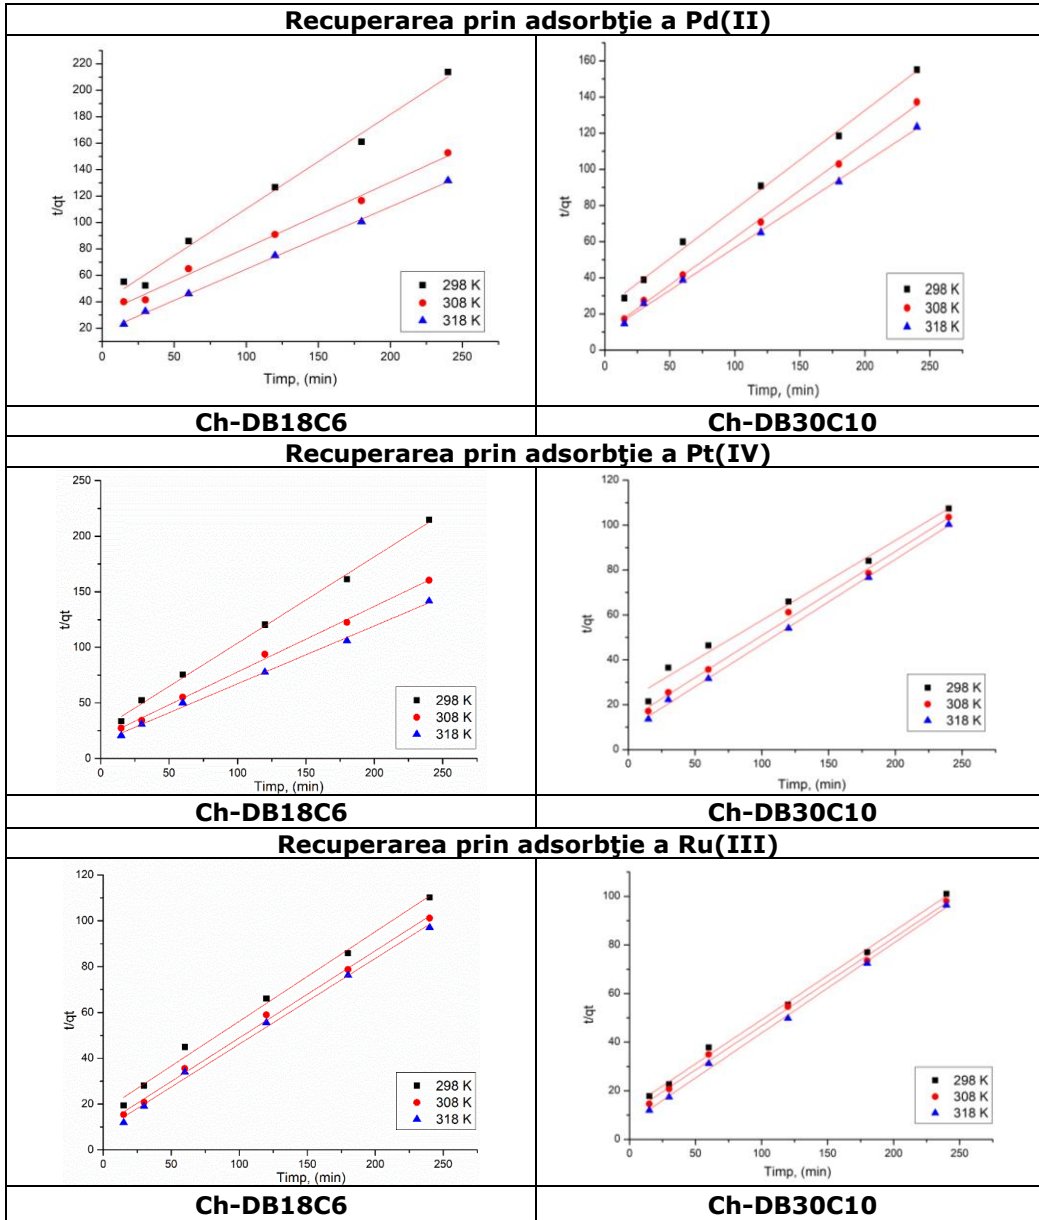 Recuperarea prin adsorbţie a Pd(II)
220
200
180
160
140
120
100
80
60
40
20
t/qt
0 50 100 150 200 250
Timp, (min)
298 K
308 K
318 K
160
140
120
100
80
60
40
20
0
t/qt
0 50 100 150 200 250
Timp, (min)
298 K
308 K
318 K
Ch-DB18C6
Ch-DB30C10
Recuperarea prin adsorbţie a Pt(IV)
250
200
150
100
50
0
t/qt
0 50 100 150 200 250
Timp, (min)
298 K
308 K
318 K
120
100
80
60
40
20
0
t/qt
0 50 100 150 200 250
Timp, (min)
298 K
308 K
318 K
Ch-DB18C6
Ch-DB30C10
Recuperarea prin adsorbţie a Ru(III)
120
100
80
60
40
20
0
t/qt
0 50 100 150 200 250
Timp, (min)
298 K
308 K
318 K
100
80
60
40
20
0
t/qt
0 50 100 150 200 250
Timp, (min)
298 K
308 K
318 K
Ch-DB18C6
Ch-DB30C10